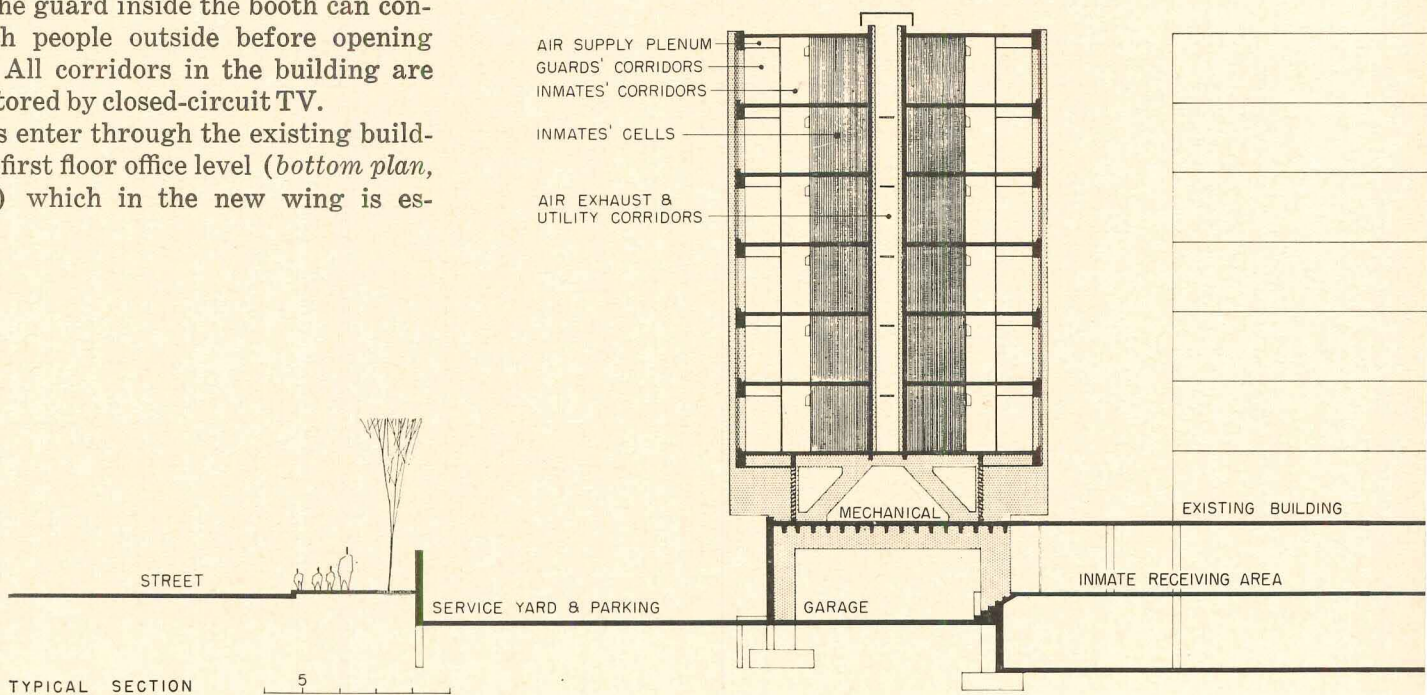 he guard inside the booth can con-
h people outside before opening
All corridors in the building are
tored by closed-circuit TV.
s enter through the existing build-
first floor office level (bottom plan,
) which in the new wing is es-
AIR SUPPLY PLENUM
GUARDS' CORRIDORS
INMATES' CORRIDORS
INMATES' CELLS
AIR EXHAUST &
UTILITY CORRIDORS
MECHANICAL
EXISTING BUILDING
STREET
INMATE RECEIVING AREA
SERVICE YARD & PARKING
GARAGE
TYPICAL SECTION
5